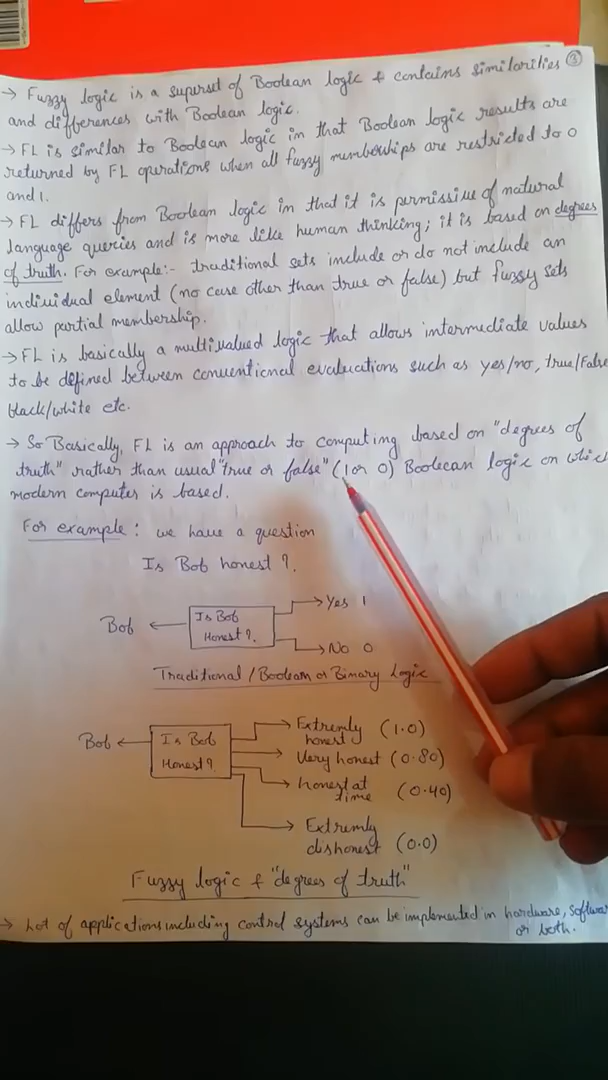 → Fuzzy logic is a superset of Boolean logic & contains similarities ③
and differences with Boolean logic.
→ FL is similar to Boolean logic in that Boolean logic results are
returned by FL operations when all fuzzy memberships are restricted to 0
and 1.
→ FL differs from Boolean logic in that it is permissive of natural
language queries and is more like human thinking; it is based on degrees
of truth. For example:- traditional sets include or do not include an
individual element (no case other than true or false) but fuzzy sets
allow partial membership.
→ FL is basically a multivalued logic that allows intermediate values
to be defined between conventional evaluations such as yes/no, true/false
black/white etc.
→ So Basically, FL is an approach to computing based on "degrees of
truth" rather than usual "true or false" (1 or 0) Boolean logic on which
modern computer is based.
For example: we have a question
Is Bob honest?
Bob ← Is Bob Honest?
→ Yes 1
→ No 0
Traditional/Boolean or Binary Logic
Bob ← Is Bob Honest?
→ Extremly honest (1.0)
→ Very honest (0.80)
→ honest at time (0.40)
→ Extremly dishonest (0.0)
Fuzzy logic & "degrees of truth"
→ Lot of applications including control systems can be implemented in hardware, Software
or both.